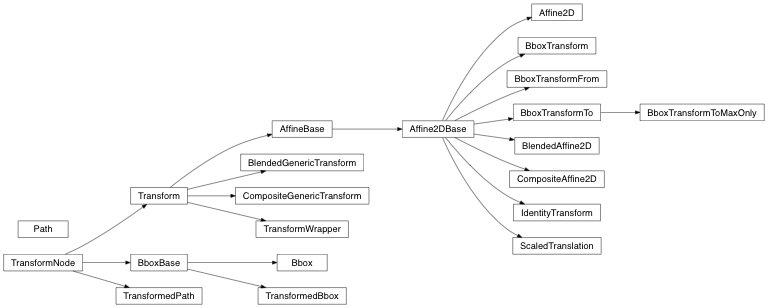 Affine2D
BboxTransform
BboxTransformFrom
BboxTransformTo
BboxTransformToMaxOnly
AffineBase
Affine2DBase
BlendedAffine2D
BlendedGenericTransform
CompositeAffine2D
Transform
CompositeGenericTransform
IdentityTransform
Path
TransformWrapper
ScaledTranslation
TransformNode
BboxBase
Bbox
TransformedPath
TransformedBbox